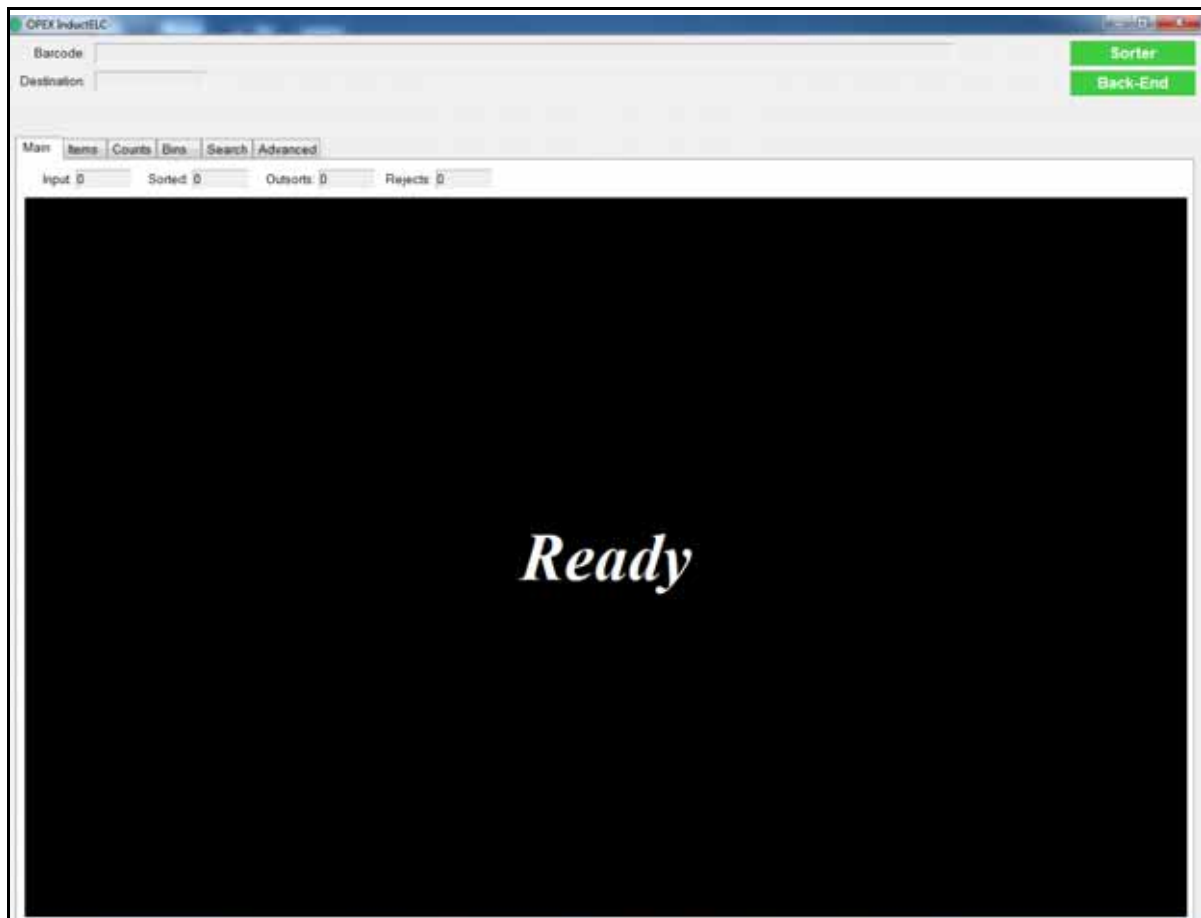 OPEX InductELC
Barcode:
Sorter
Destination:
Back-End
Main Items Counts Bins Search Advanced
Input: 0 Sorted: 0 Outsorts: 0 Rejects: 0
Ready